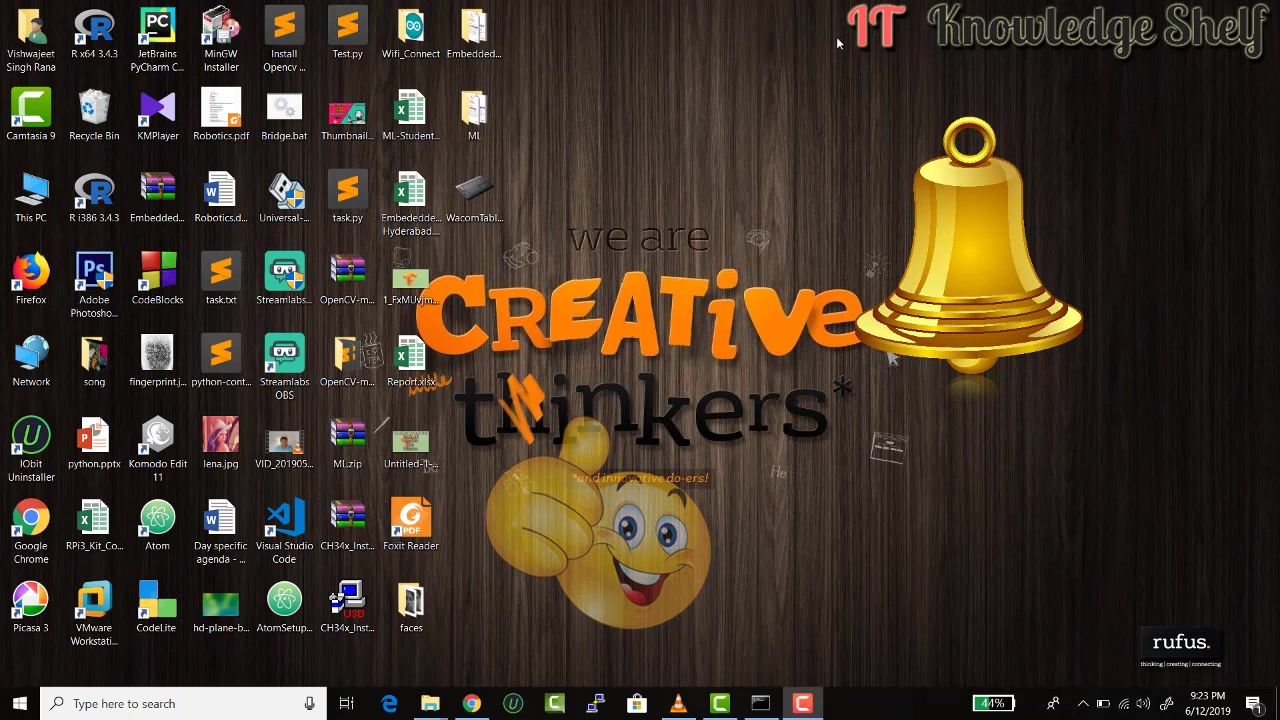 IT Knowledge Shelf
Vishwajeet
Singh Rana
R x64 3.4.3
JetBrains
PyCharm C...
MinGW
Installer
Install
Opencv ...
Test.py
Wifi_Connect
Embedded...
Camtasia 9
Recycle Bin
KMPlayer
Robotics.pdf
Bridge.bat
Thumbnail...
ML-Student...
ML
This PC
R i386 3.4.3
Embedded...
Robotics.d...
Universal-...
task.py
Embededde...
Hyderabad...
WacomTabl...
Firefox
Adobe
Photosho...
CodeBlocks
task.txt
Streamlabs...
OpenCV-m...
1_FxMUvjm...
Network
song
fingerprint.j...
python-cont...
Streamlabs
OBS
OpenCV-m...
Report.xlsx
IObit
Uninstaller
python.pptx
Komodo Edit
11
lena.jpg
VID_201905...
ML.zip
Untitled-1-...
Google
Chrome
RPi3_Kit_Co...
Atom
Day specific
agenda - ...
Visual Studio
Code
CH34x_Inst...
Foxit Reader
Picasa 3
VMware
Workstati...
CodeLite
hd-plane-b...
AtomSetup...
CH34x_Inst...
faces
we are
CREATive
little
thinkers*
*and innovative do-ers!
He
rufus.
thinking|creating|connecting
Type here to search
44%
9:23 PM
6/12/2019